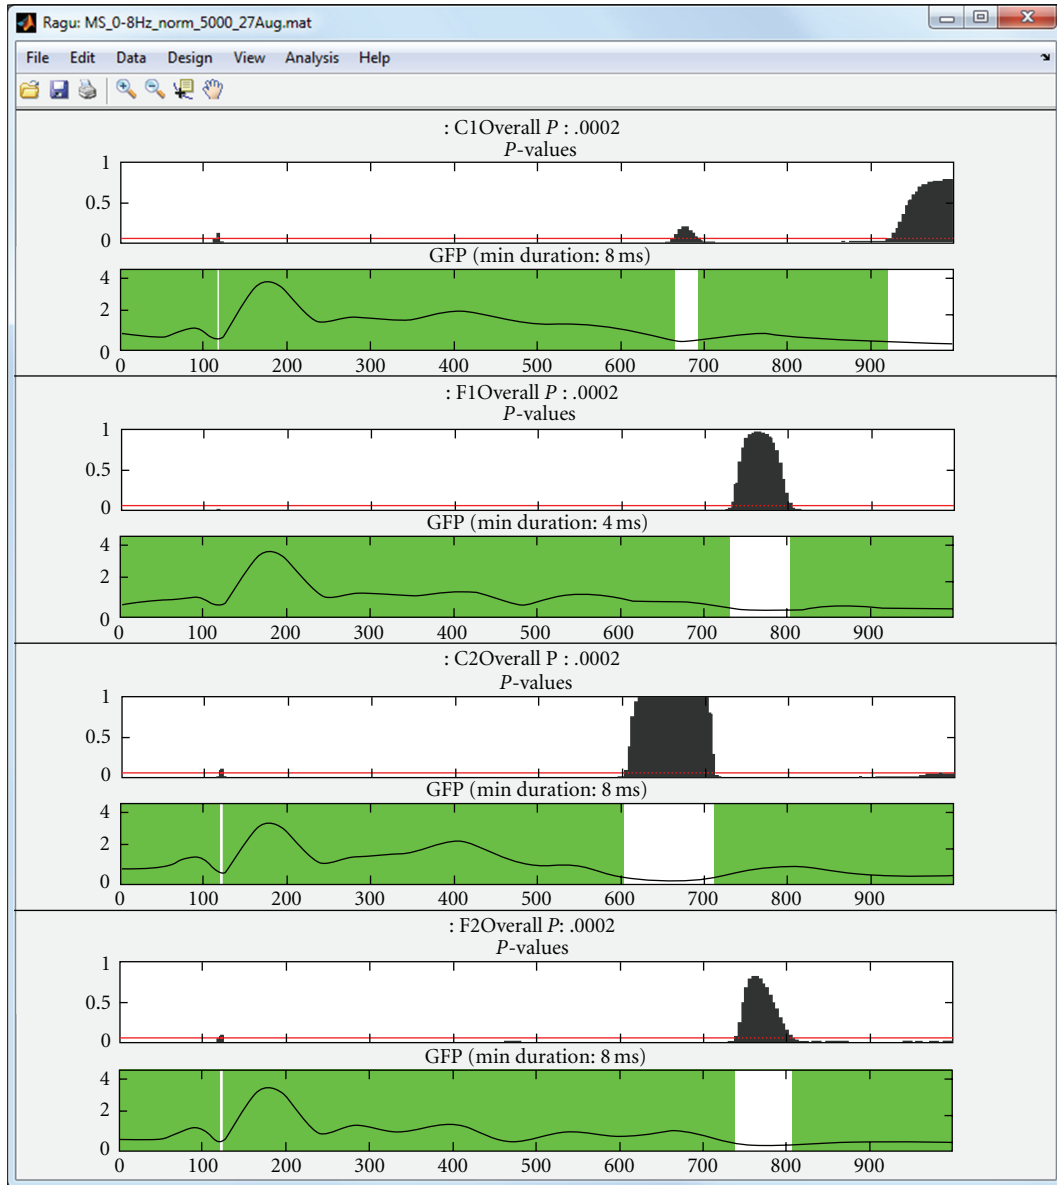 Ragu: MS_0-8Hz_norm_5000_27Aug.mat
File Edit Data Design View Analysis Help
: C1Overall P : .0002
P-values
1
0.5
0
GFP (min duration: 8 ms)
4
2
0
0 100 200 300 400 500 600 700 800 900
: F1Overall P : .0002
P-values
1
0.5
0
GFP (min duration: 4 ms)
4
2
0
0 100 200 300 400 500 600 700 800 900
: C2Overall P : .0002
P-values
1
0.5
0
GFP (min duration: 8 ms)
4
2
0
0 100 200 300 400 500 600 700 800 900
: F2Overall P: .0002
P-values
1
0.5
0
GFP (min duration: 8 ms)
4
2
0
0 100 200 300 400 500 600 700 800 900